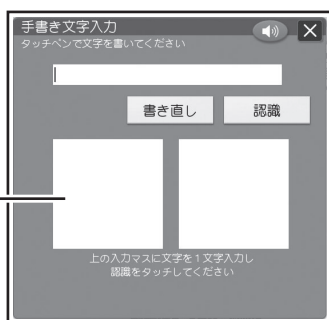 手書き文字入力
タッチペンで文字を書いてください
書き直し
認識
上の入力マスに文字を1文字入力し
認識をタッチしてください